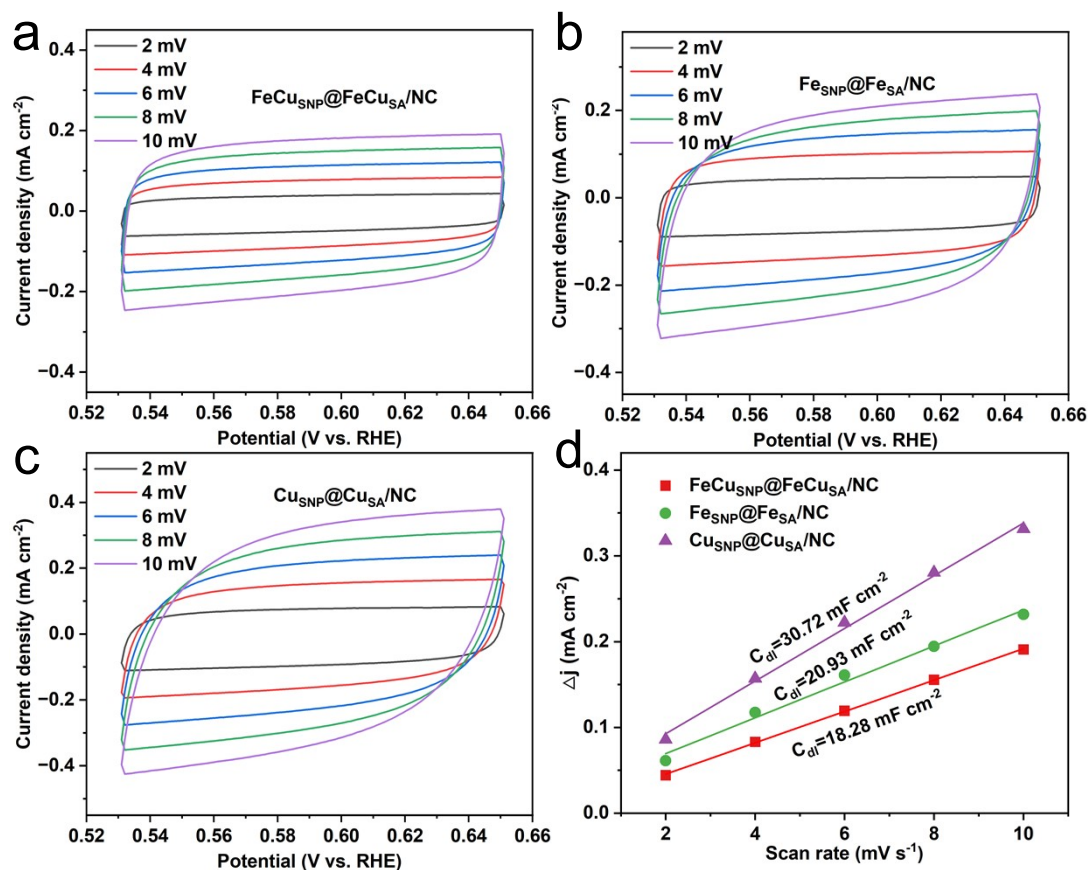 a
0.4
0.2
0.0
−0.2
−0.4
Current density (mA cm-2)
2 mV
4 mV
6 mV
8 mV
10 mV
FeCuSNP@FeCuSA/NC
0.52 0.54 0.56 0.58 0.60 0.62 0.64 0.66
Potential (V vs. RHE)
b
0.2
0.0
−0.2
−0.4
Current density (mA cm-2)
2 mV
4 mV
6 mV
8 mV
10 mV
FeSNP@FeSA/NC
0.52 0.54 0.56 0.58 0.60 0.62 0.64 0.66
Potential (V vs. RHE)
c
0.4
0.2
0.0
−0.2
−0.4
Current density (mA cm-2)
2 mV
4 mV
6 mV
8 mV
10 mV
CuSNP@CuSA/NC
0.52 0.54 0.56 0.58 0.60 0.62 0.64 0.66
Potential (V vs. RHE)
d
0.4
0.3
0.2
0.1
0.0
△j (mA cm-2)
FeCuSNP@FeCuSA/NC
FeSNP@FeSA/NC
CuSNP@CuSA/NC
Cdl=30.72 mF cm-2
Cdl=20.93 mF cm-2
Cdl=18.28 mF cm-2
2 4 6 8 10
Scan rate (mV s-1)